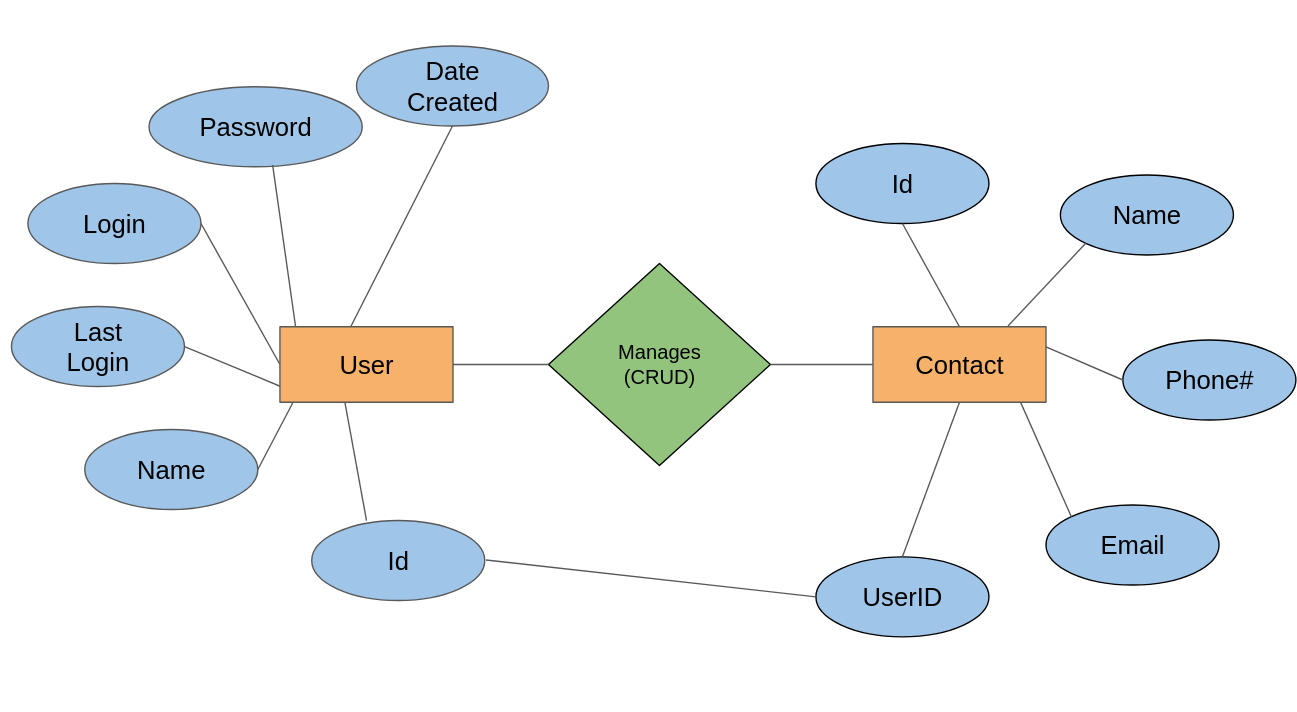 Date
Created
Password
Login
Id
Name
Last
Login
User
Manages
(CRUD)
Contact
Phone#
Name
Id
Email
UserID